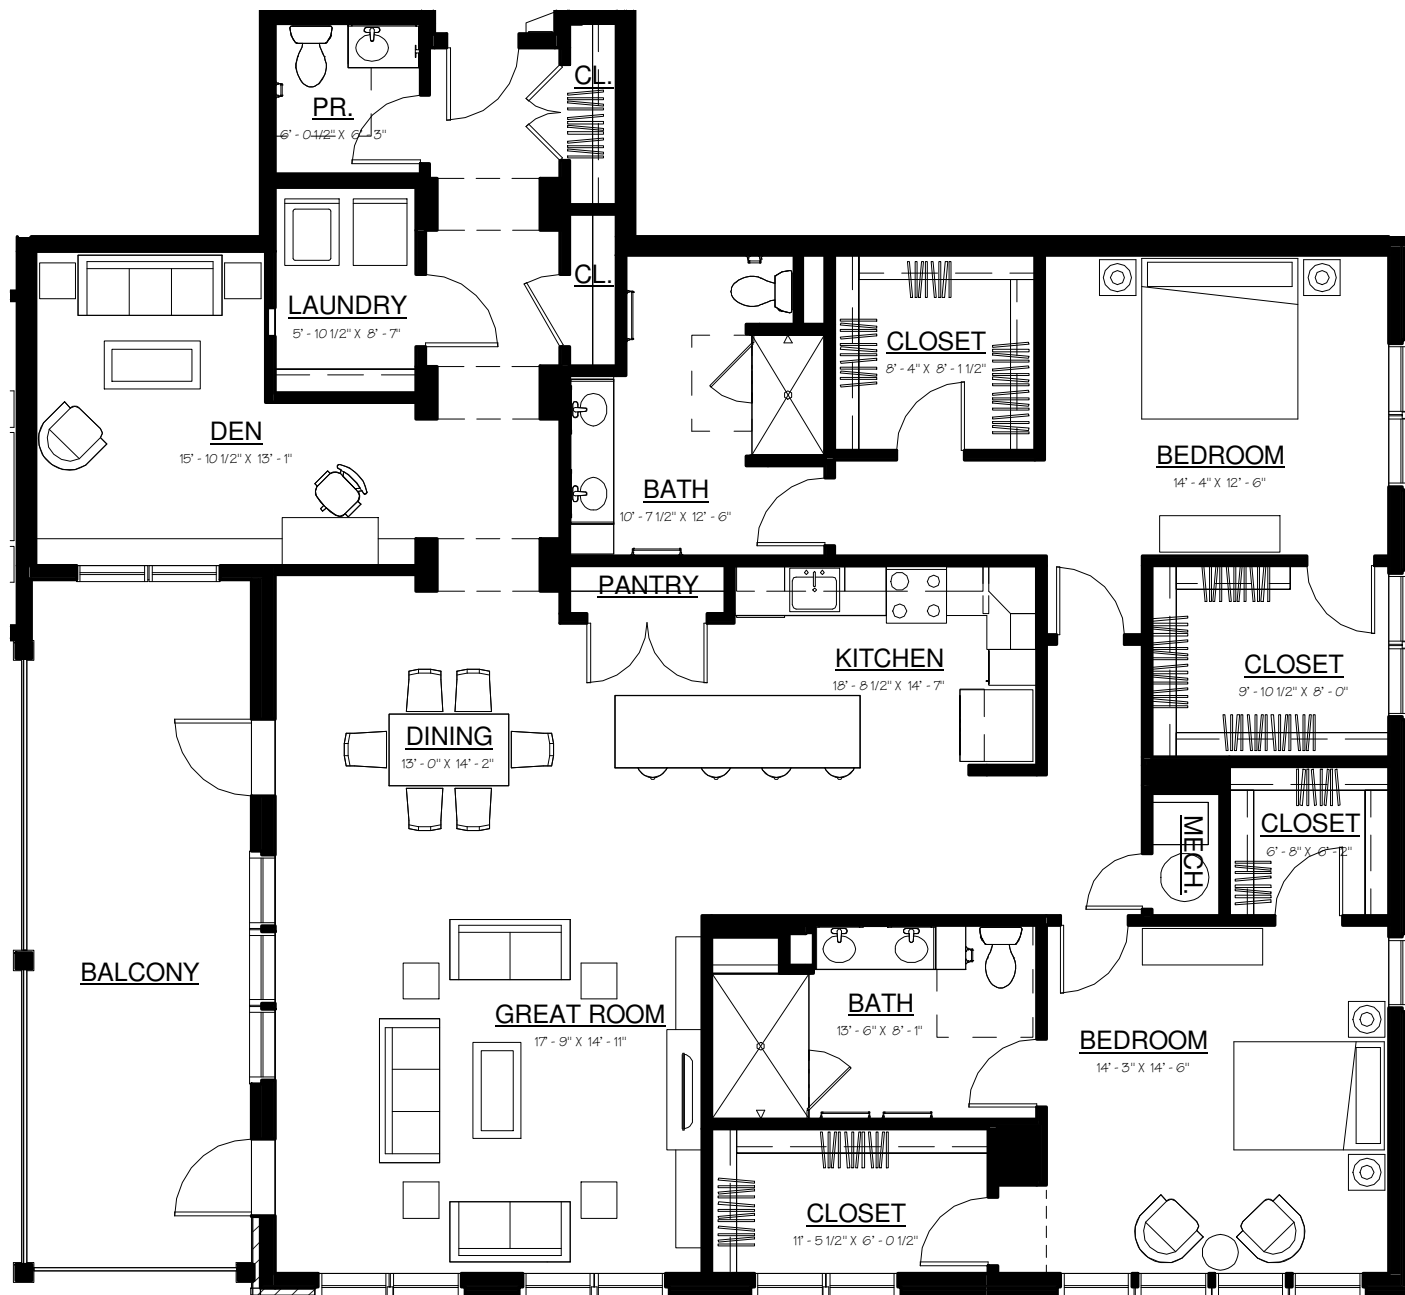 CL.
PR.
6' - 0 1/2" X 6' - 3"
CL.
LAUNDRY
5' - 10 1/2" X 8' - 7"
CLOSET
8' - 4" X 8' - 1 1/2"
DEN
15' - 10 1/2" X 13' - 1"
BEDROOM
14' - 4" X 12' - 6"
BATH
10' - 7 1/2" X 12' - 6"
PANTRY
KITCHEN
18' - 8 1/2" X 14' - 7"
CLOSET
9' - 10 1/2" X 8' - 0"
DINING
13' - 0" X 14' - 2"
MECH.
CLOSET
6' - 8" X 6' - 2"
BALCONY
GREAT ROOM
17' - 9" X 14' - 11"
BATH
13' - 6" X 8' - 1"
BEDROOM
14' - 3" X 14' - 6"
CLOSET
11' - 5 1/2" X 6' - 0 1/2"